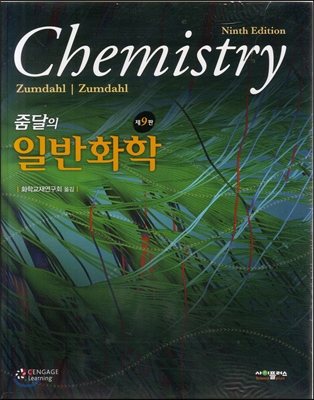 Ninth Edition
Chemistry
Zumdahl | Zumdahl
줌달의
제9판
일반화학
| 화학교재연구회 옮김 |
CENGAGE
Learning
사이플러스